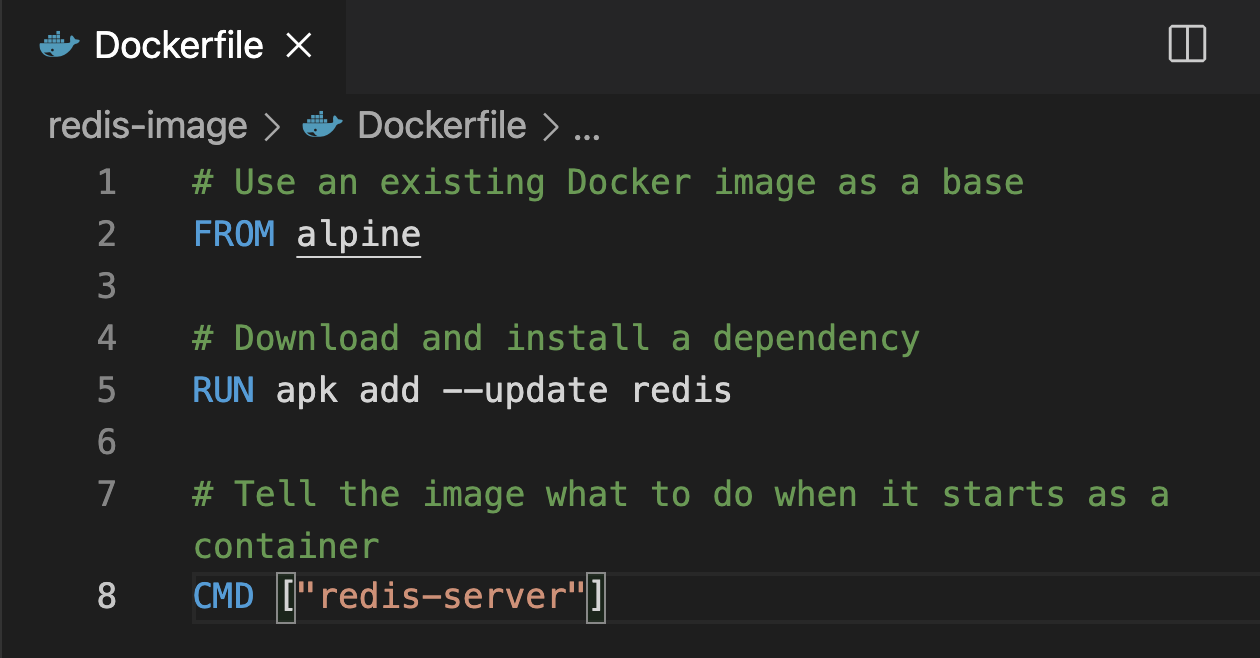 Dockerfile
redis-image > Dockerfile > ...
1 # Use an existing Docker image as a base
2 FROM alpine
3
4 # Download and install a dependency
5 RUN apk add --update redis
6
7 # Tell the image what to do when it starts as a
container
8 CMD ["redis-server"]